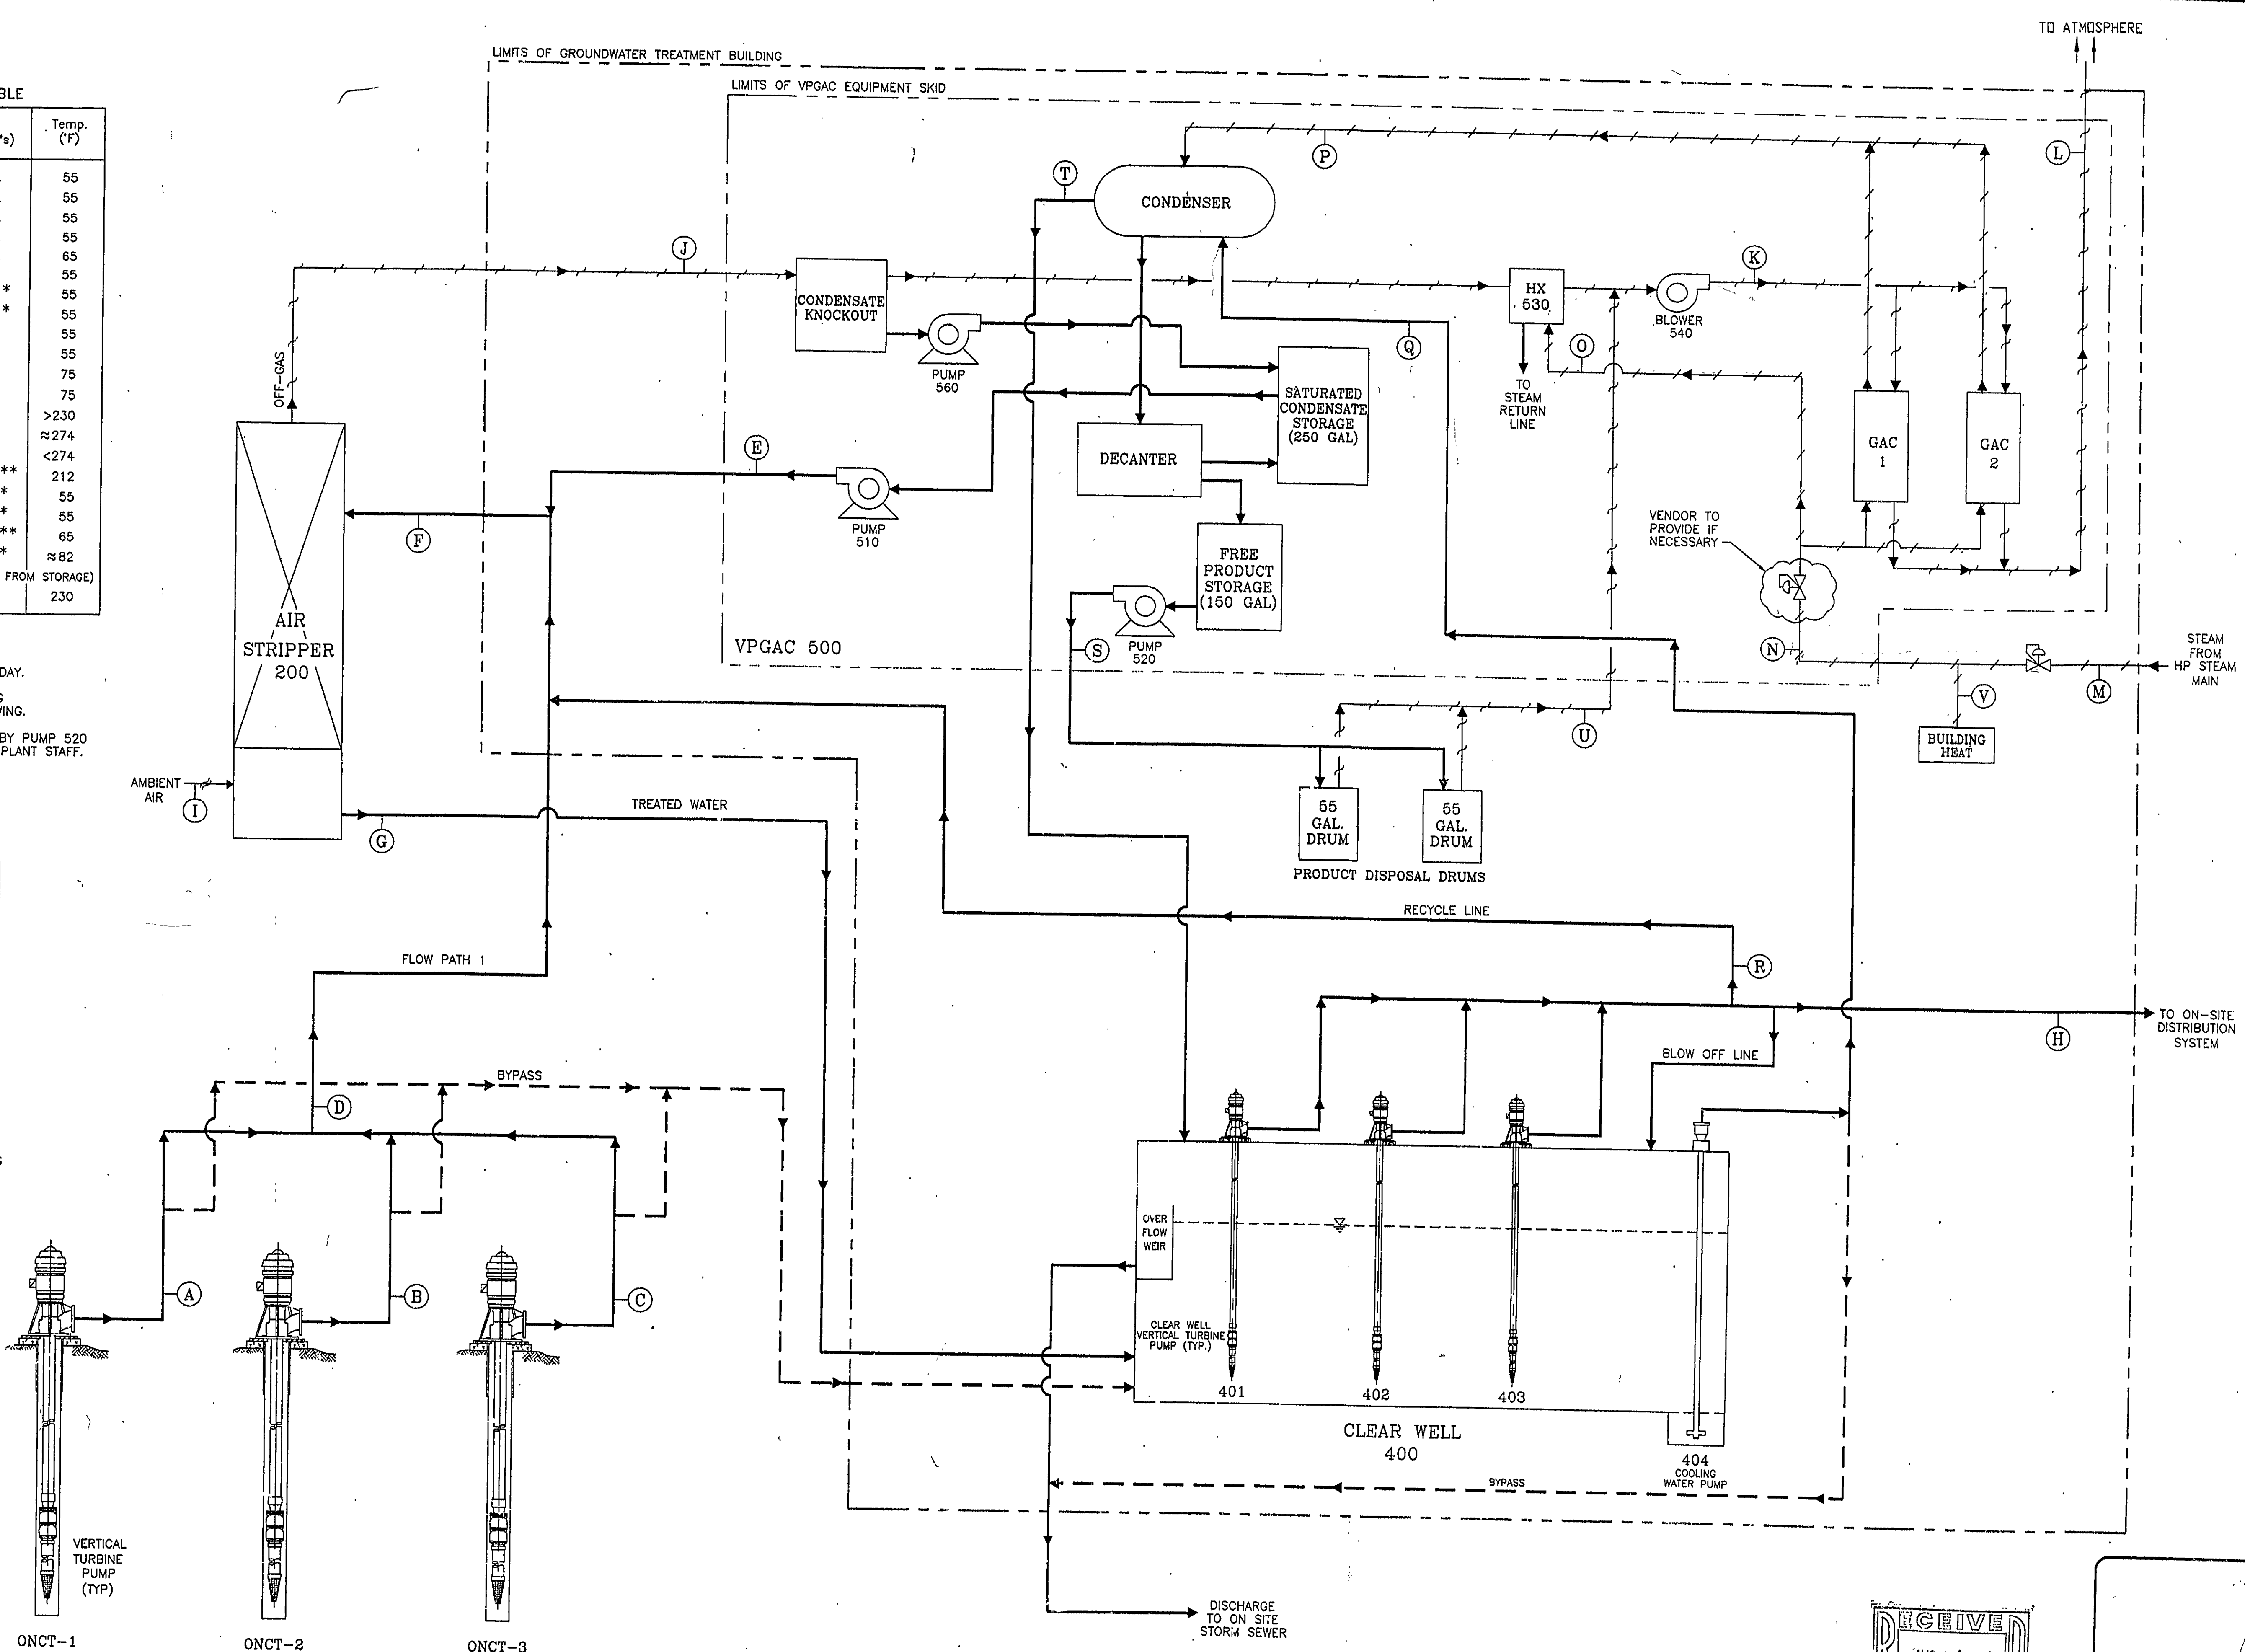 TO ATMOSPHERE
LIMITS OF GROUNDWATER TREATMENT BUILDING
LIMITS OF VPGAC EQUIPMENT SKID
BLE
's)
Temp.
(°F)
55
55
55
55
65
55
* 55
* 55
55
55
75
75
>230
≈274
<274
** 212
* 55
* 55
** 65
* ≈82
FROM STORAGE)
230
DAY.
G
WING.
BY PUMP 520
PLANT STAFF.
P
L
T
CONDENSER
J
K
CONDENSATE
KNOCKOUT
HX
530
BLOWER
540
PUMP
560
Q
O
TO
STEAM
RETURN
LINE
OFF-GAS
SATURATED
CONDENSATE
STORAGE
(250 GAL)
GAC
1
GAC
2
E
DECANTER
PUMP
510
F
FREE
PRODUCT
STORAGE
(150 GAL)
VENDOR TO
PROVIDE IF
NECESSARY
AIR
STRIPPER
200
VPGAC 500
S
PUMP
520
N
STEAM
FROM
HP STEAM
MAIN
V
M
U
BUILDING
HEAT
AMBIENT
AIR
I
TREATED WATER
G
55
GAL.
DRUM
55
GAL.
DRUM
PRODUCT DISPOSAL DRUMS
RECYCLE LINE
FLOW PATH 1
R
TO ON-SITE
DISTRIBUTION
SYSTEM
H
BLOW OFF LINE
BYPASS
D
OVER
FLOW
WEIR
A
B
C
CLEAR WELL
VERTICAL TURBINE
PUMP (TYP.)
401
402
403
CLEAR WELL
400
404
COOLING
WATER PUMP
BYPASS
VERTICAL
TURBINE
PUMP
(TYP)
DISCHARGE
TO ON SITE
STORM SEWER
ONCT-1
ONCT-2
ONCT-3
RECEIVED